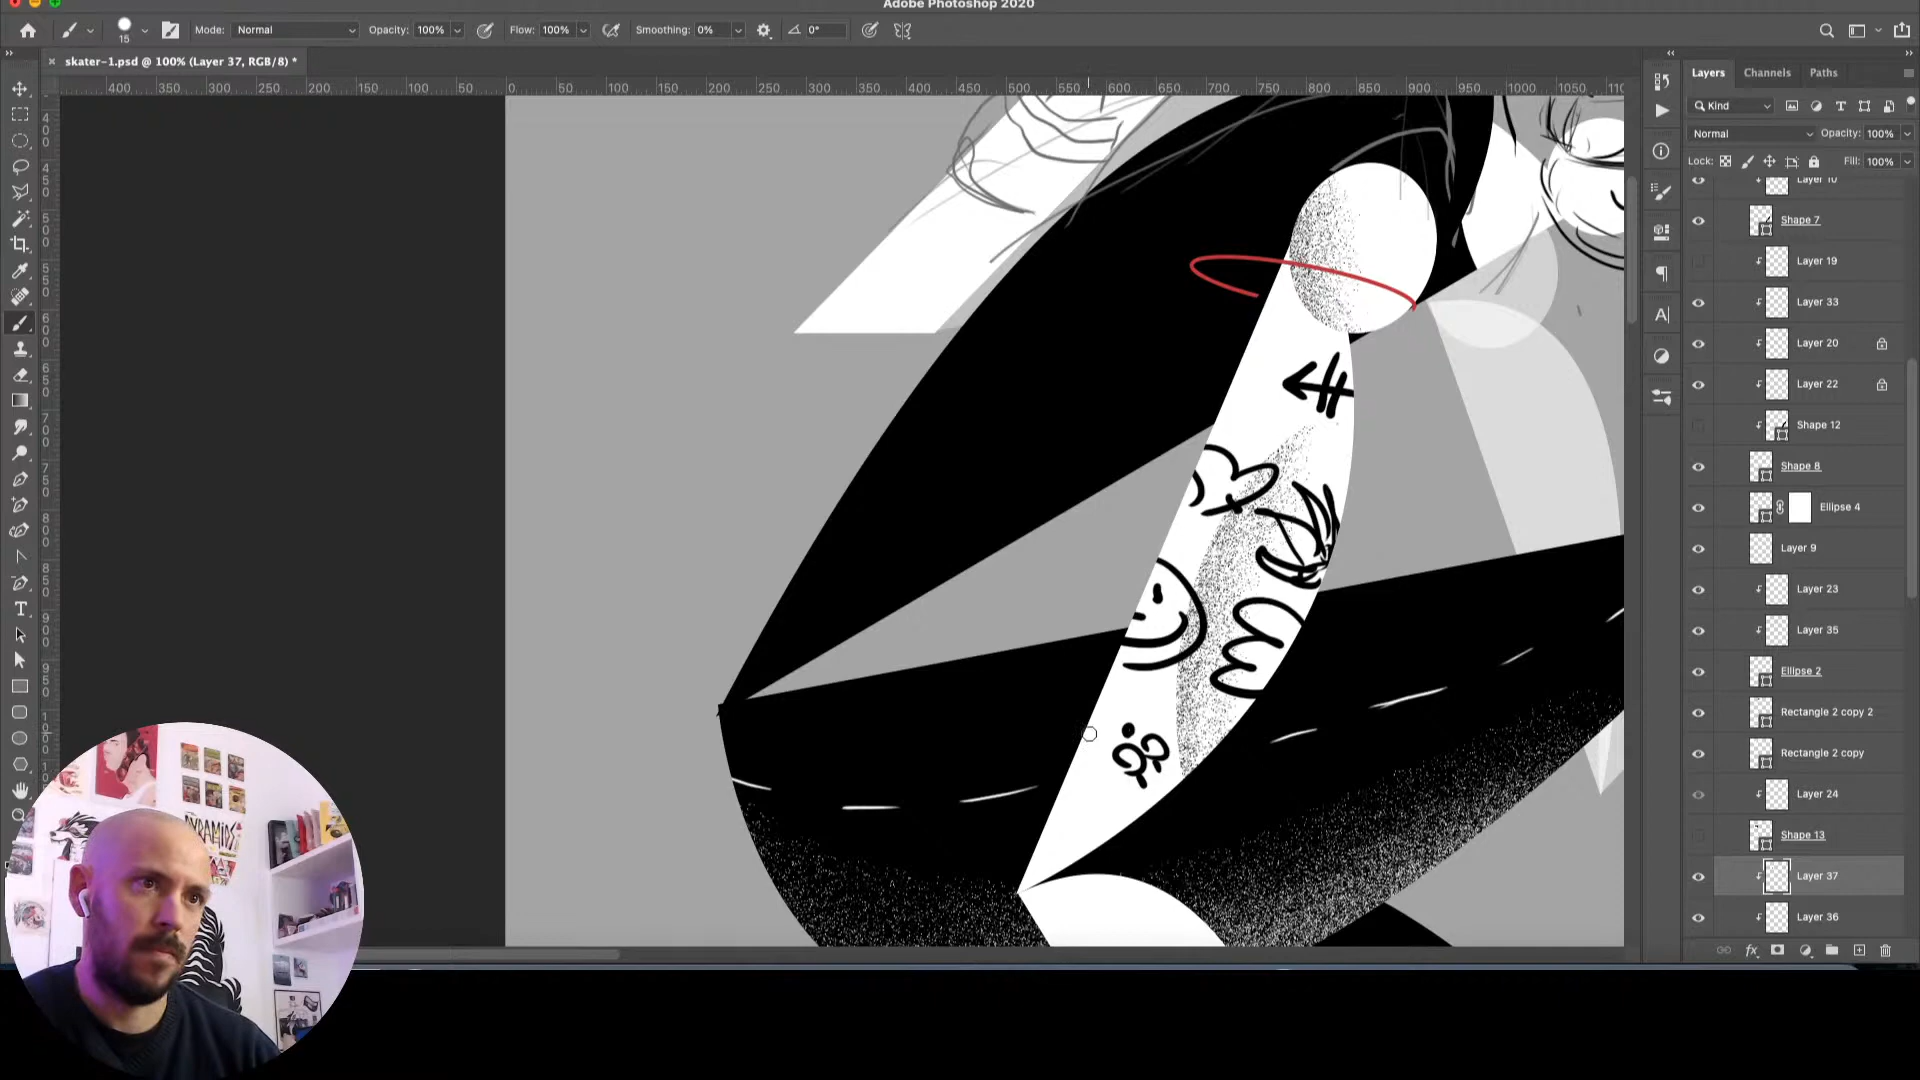 Adobe Photoshop 2020
15
Mode: Normal
Opacity: 100%
Flow: 100%
Smoothing: 0%
0°
skater-1.psd @ 100% (Layer 37, RGB/8) *
400 350 300 250 200 150 100 50 0 50 100 150 200 250 300 350 400 450 500 550 600 650 700 750 800 850 900 950 1000 1050
Layers Channels Paths
Kind
Normal
Opacity: 100%
Lock:
Fill: 100%
Layer 10
Shape 7
Layer 19
Layer 33
Layer 20
Layer 22
Shape 12
Shape 8
Ellipse 4
Layer 9
Layer 23
Layer 35
Ellipse 2
Rectangle 2 copy 2
Rectangle 2 copy
Layer 24
Shape 13
Layer 37
Layer 36
fx
PYRAMIDS